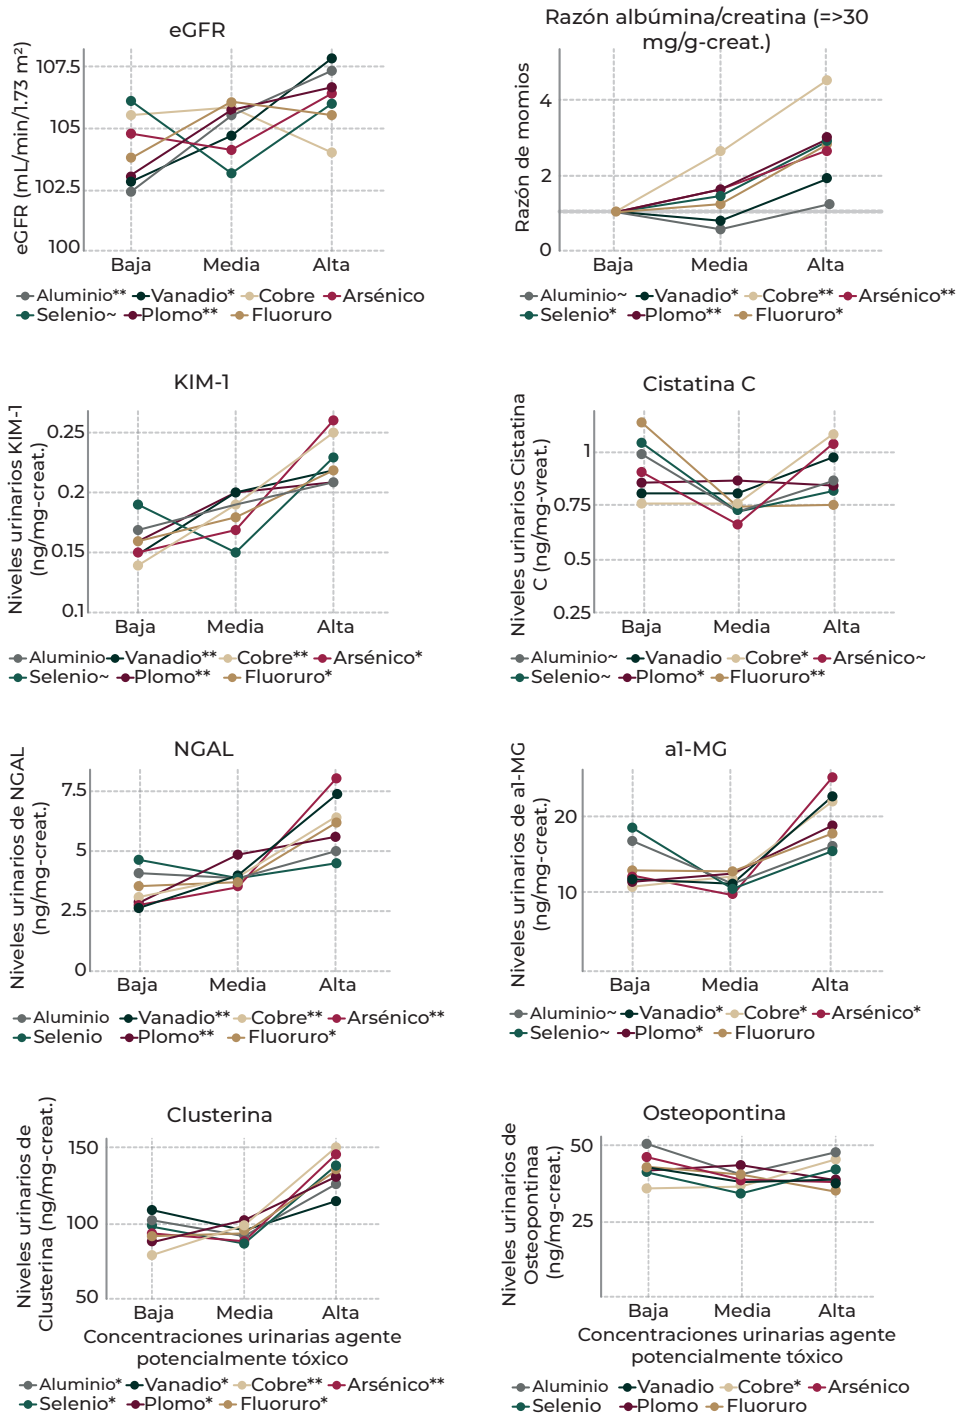 eGFR
eGFR (mL/min/1.73 m²)
107.5
105
102.5
100
Baja Media Alta
Aluminio** Vanadio* Cobre Arsénico
Selenio~ Plomo** Fluoruro
Razón albúmina/creatina (=>30
mg/g-creat.)
Razón de momios
4
2
0
Baja Media Alta
Aluminio~ Vanadio* Cobre** Arsénico**
Selenio* Plomo** Fluoruro*
KIM-1
Niveles urinarios KIM-1
(ng/mg-creat.)
0.25
0.2
0.15
0.1
Baja Media Alta
Aluminio Vanadio** Cobre** Arsénico*
Selenio~ Plomo** Fluoruro*
Cistatina C
Niveles urinarios Cistatina
C (ng/mg-vreat.)
1
0.75
0.5
0.25
Baja Media Alta
Aluminio~ Vanadio Cobre* Arsénico~
Selenio~ Plomo* Fluoruro**
NGAL
Niveles urinarios de NGAL
(ng/mg-creat.)
7.5
5
2.5
0
Baja Media Alta
Aluminio Vanadio** Cobre** Arsénico**
Selenio Plomo** Fluoruro*
a1-MG
Niveles urinarios de a1-MG
(ng/mg-creat.)
20
10
Baja Media Alta
Aluminio~ Vanadio* Cobre* Arsénico*
Selenio~ Plomo* Fluoruro
Clusterina
Niveles urinarios de
Clusterina (ng/mg-creat.)
150
100
50
Baja Media Alta
Concentraciones urinarias agente
potencialmente tóxico
Aluminio* Vanadio* Cobre** Arsénico**
Selenio* Plomo* Fluoruro*
Osteopontina
Niveles urinarios de
Osteopontinaa
(ng/mg-creat.)
50
25
Baja Media Alta
Concentraciones urinarias agente
potencialmente tóxico
Aluminio Vanadio Cobre* Arsénico
Selenio Plomo Fluoruro